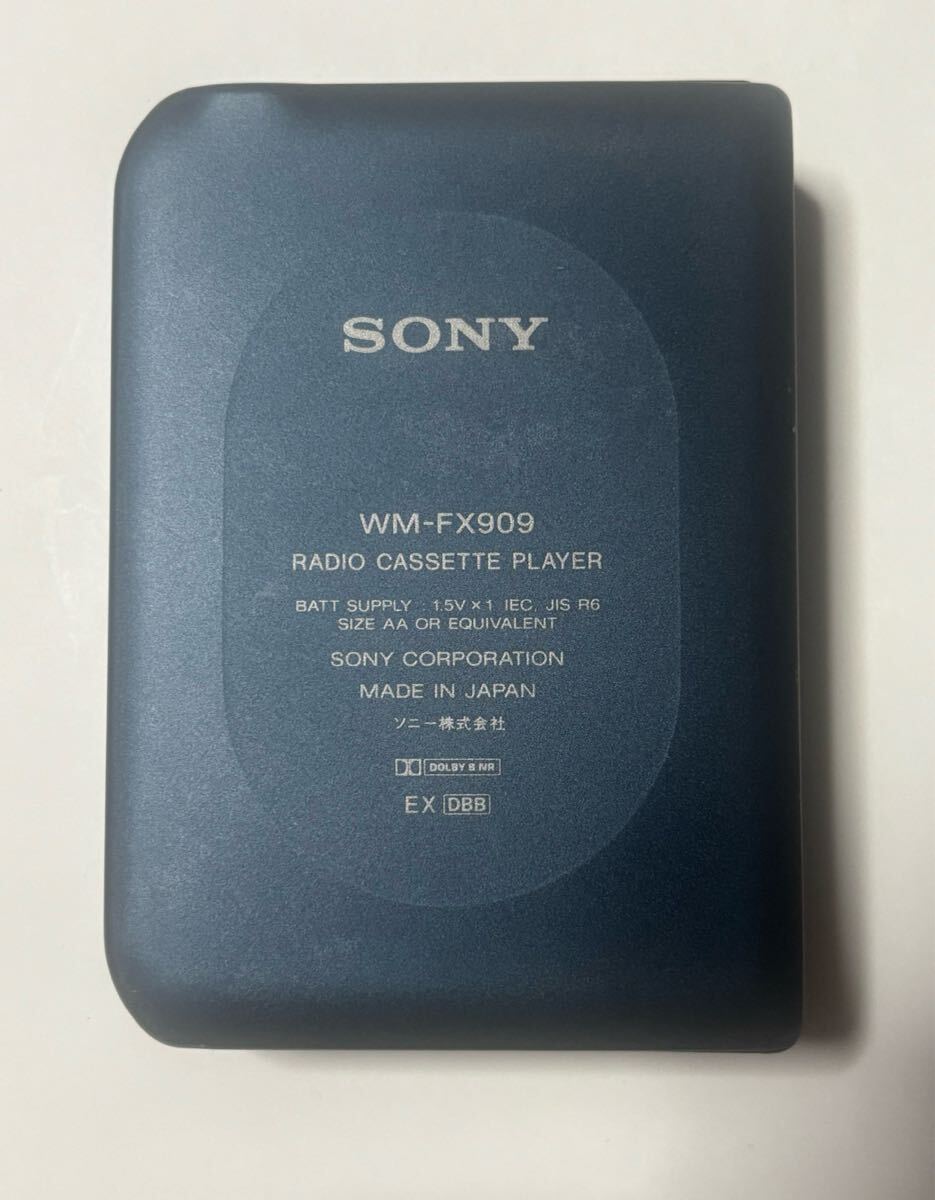 SONY
WM-FX909
RADIO CASSETTE PLAYER
BATT SUPPLY : 1.5V×1 IEC, JIS R6
SIZE AA OR EQUIVALENT
SONY CORPORATION
MADE IN JAPAN
ソニー株式会社
DOLBY B NR
EX DBB